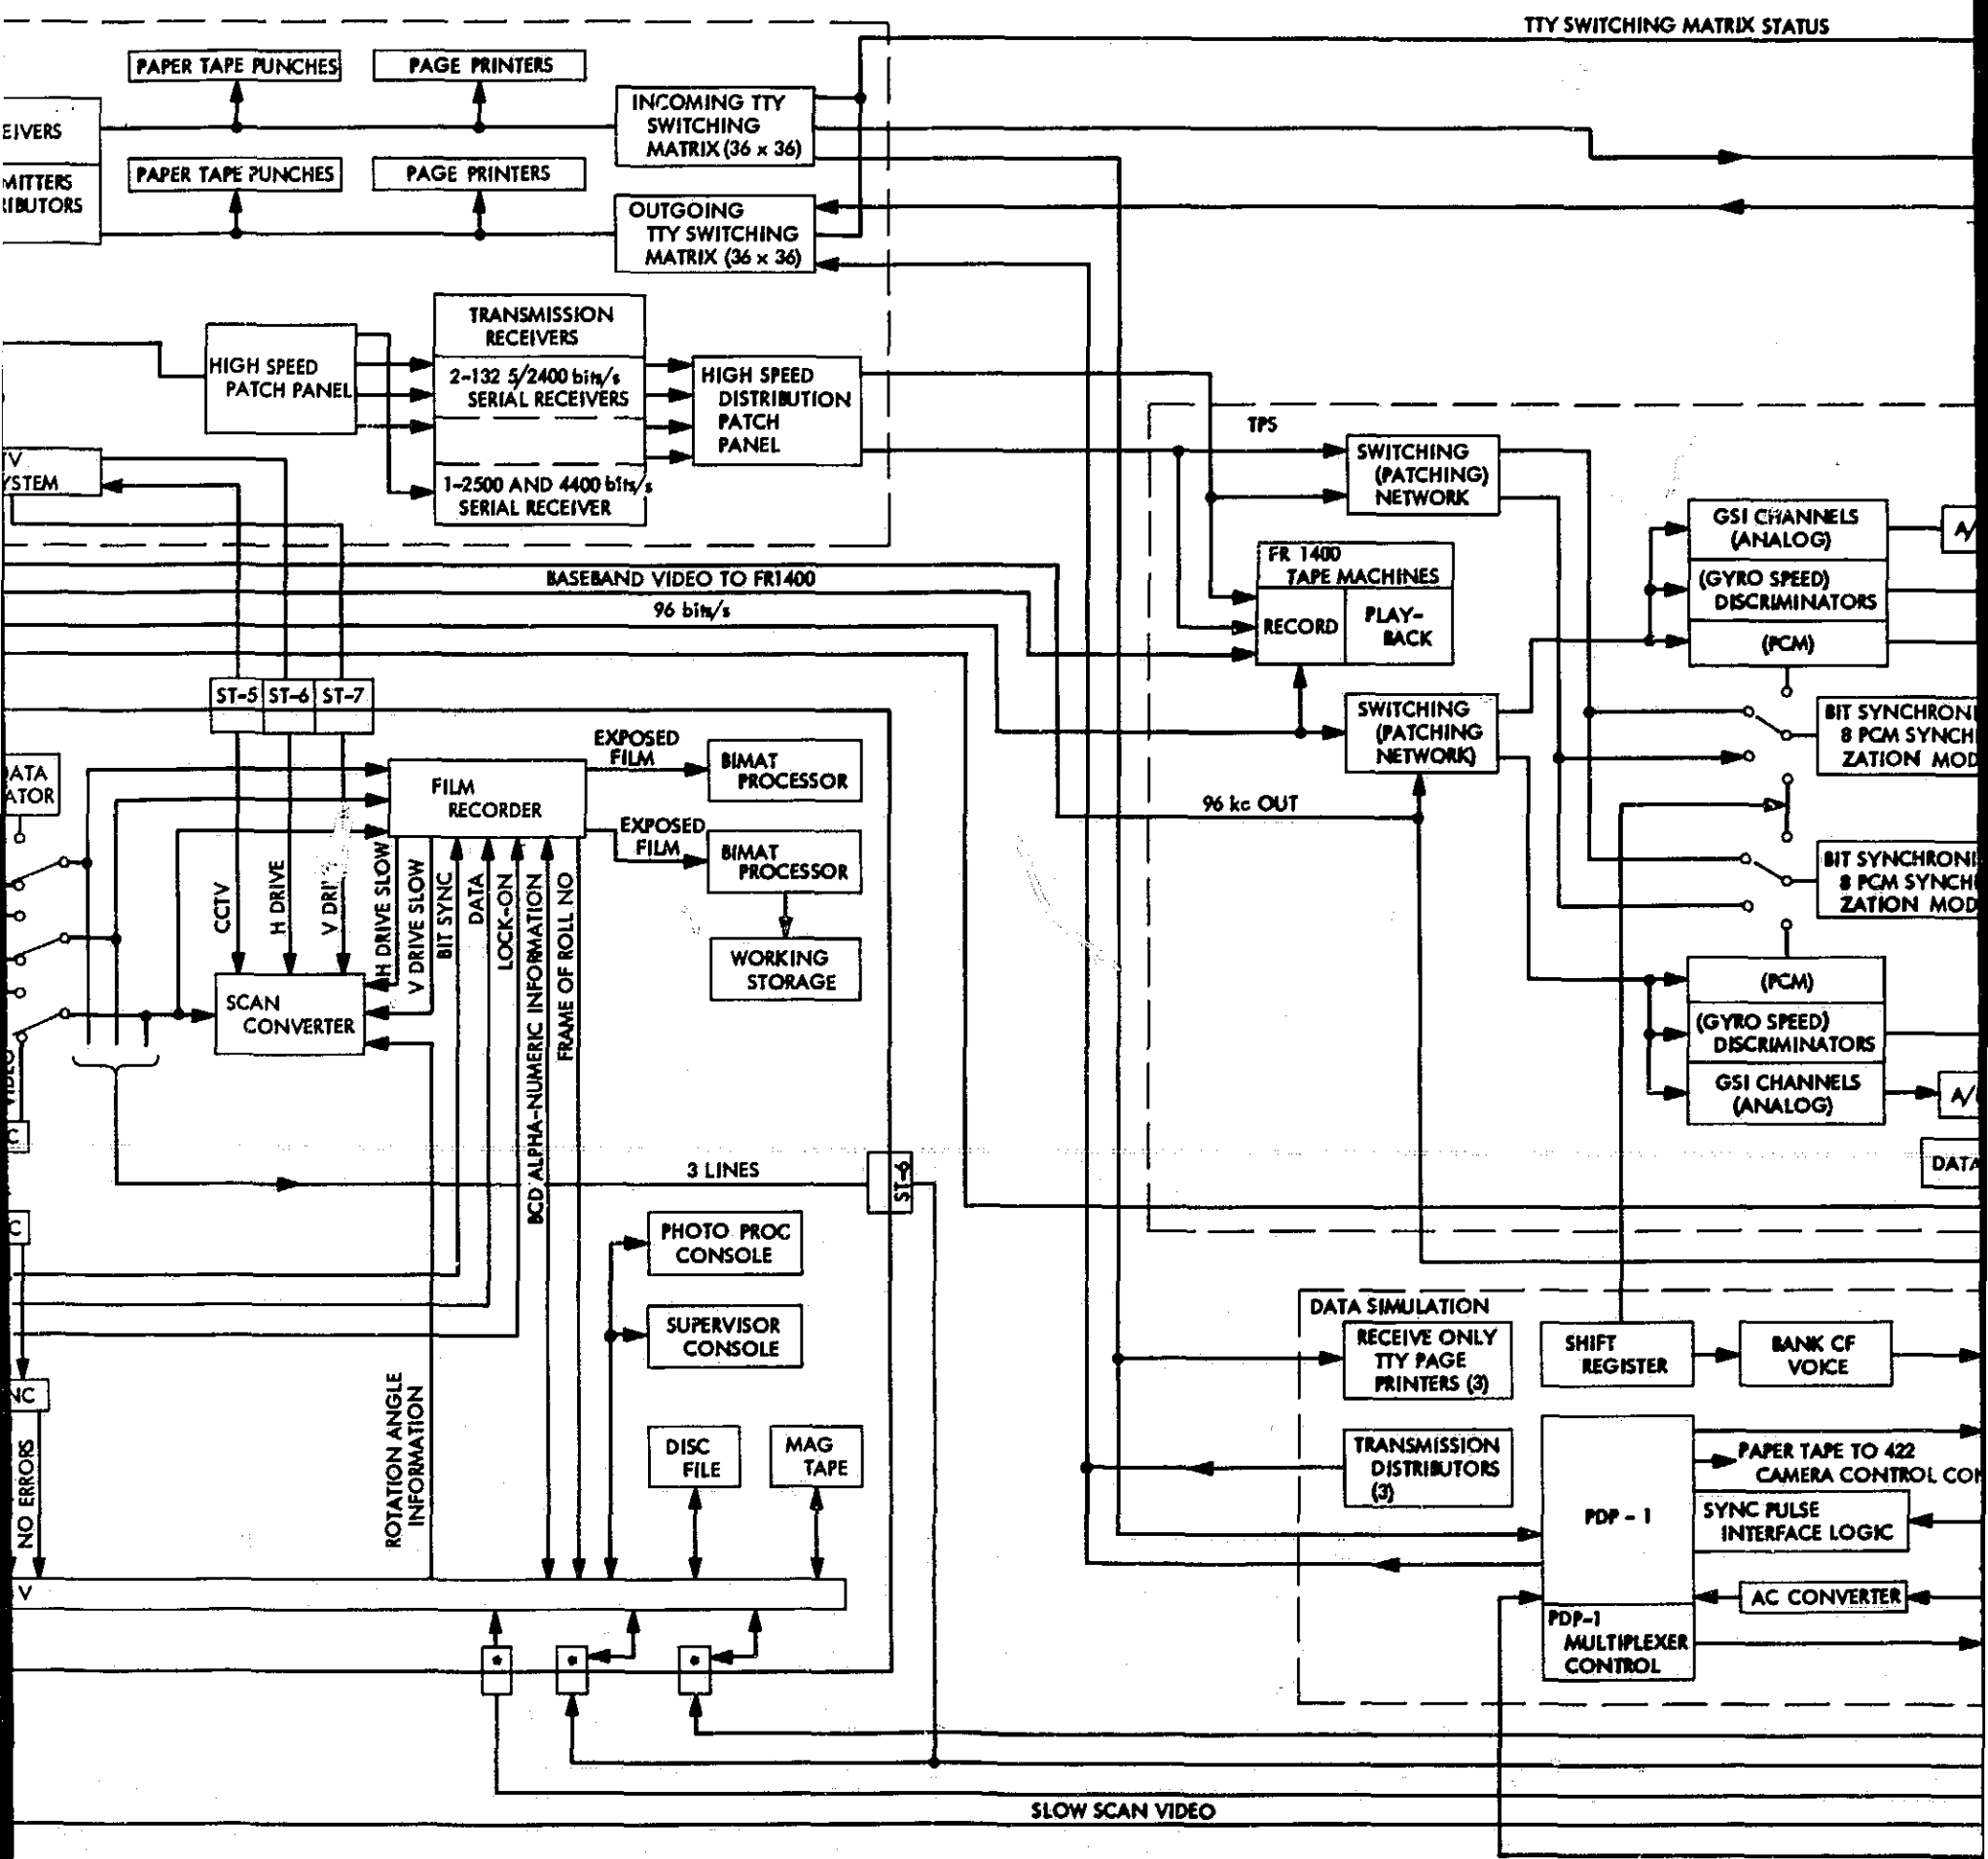 TTY SWITCHING MATRIX STATUS
PAPER TAPE PUNCHES
PAGE PRINTERS
INCOMING TTY
SWITCHING
MATRIX (36 x 36)
EIVERS
PAPER TAPE PUNCHES
PAGE PRINTERS
MITTERS
RIBUTORS
OUTGOING
TTY SWITCHING
MATRIX (36 x 36)
TRANSMISSION
RECEIVERS
HIGH SPEED
PATCH PANEL
2-132 5/2400 bits/s
SERIAL RECEIVERS
1-2500 AND 4400 bits/s
SERIAL RECEIVER
HIGH SPEED
DISTRIBUTION
PATCH
PANEL
TPS
SWITCHING
(PATCHING)
NETWORK
V
YSTEM
GSI CHANNELS
(ANALOG)
A/
(GYRO SPEED)
DISCRIMINATORS
(PCM)
FR 1400
TAPE MACHINES
RECORD
PLAY-
BACK
BASEBAND VIDEO TO FR1400
96 bits/s
ST-5
ST-6
ST-7
SWITCHING
(PATCHING
NETWORK)
BIT SYNCHRONI
8 PCM SYNCH
ZATION MOD
96 kc OUT
BIT SYNCHRONI
8 PCM SYNCH
ZATION MOD
ATA
ATOR
FILM
RECORDER
EXPOSED
FILM
BIMAT
PROCESSOR
EXPOSED
FILM
BIMAT
PROCESSOR
WORKING
STORAGE
CCTV
H DRIVE
V DRI
H DRIVE SLOW
V DRIVE SLOW
BIT SYNC
DATA
LOCK-ON
BCD ALPHA-NUMERIC INFORMATION
FRAME OF ROLL NO
SCAN
CONVERTER
VIDEO
C
(PCM)
(GYRO SPEED)
DISCRIMINATORS
GSI CHANNELS
(ANALOG)
A/
DATA
3 LINES
ST-9
C
PHOTO PROC
CONSOLE
SUPERVISOR
CONSOLE
NC
NO ERRORS
ROTATION ANGLE
INFORMATION
DISC
FILE
MAG
TAPE
V
*
*
*
DATA SIMULATION
RECEIVE ONLY
TTY PAGE
PRINTERS (3)
SHIFT
REGISTER
BANK CF
VOICE
TRANSMISSION
DISTRIBUTORS
(3)
PDP - 1
PAPER TAPE TO 422
CAMERA CONTROL CON
SYNC PULSE
INTERFACE LOGIC
AC CONVERTER
PDP-1
MULTIPLEXER
CONTROL
SLOW SCAN VIDEO